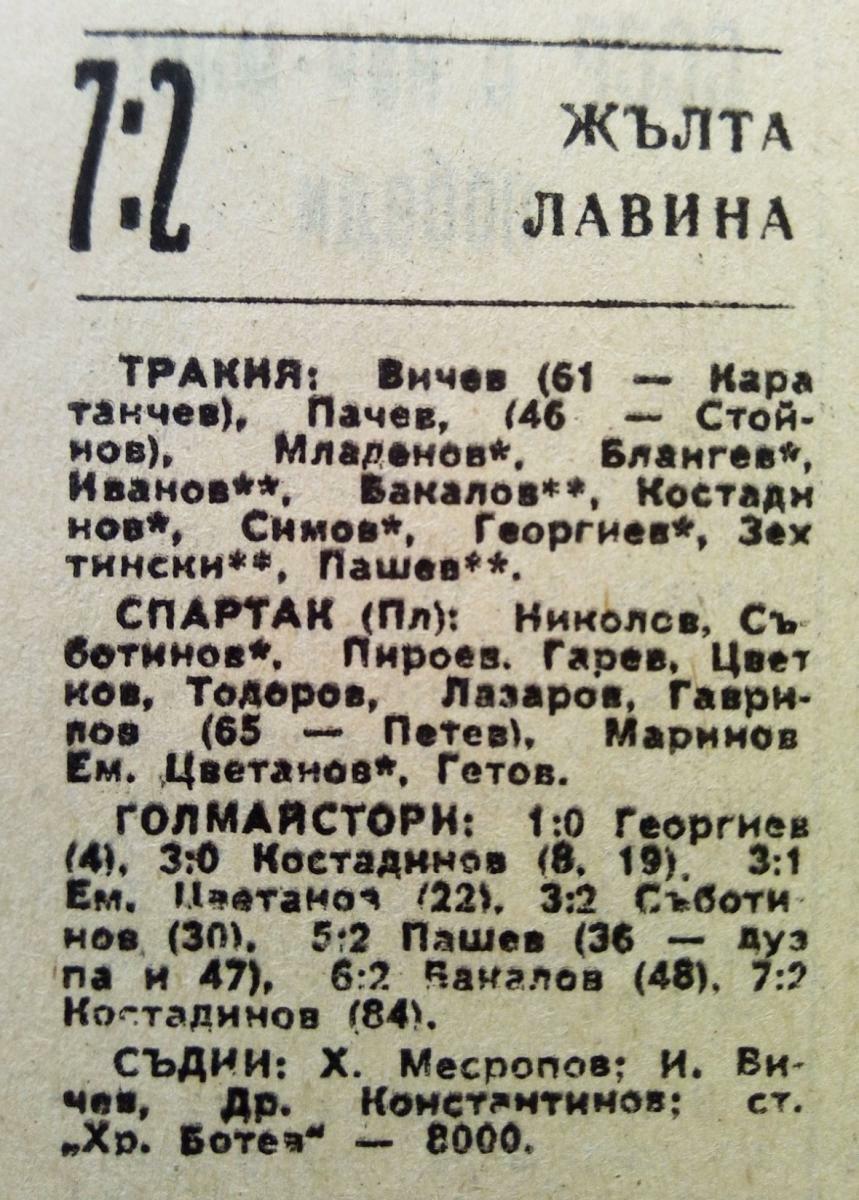 7:2
ЖЪЛТА
ЛАВИНА
ТРАКИЯ: Вичев (61 — Кара
танчев), Пачев, (46 — Стой-
нов), Младенов*, Блангев*,
Иванов**, Бакалов**, Костади
нов*, Симов*, Георгиев*, Зех
тински**, Пашев**.
СПАРТАК (Пл): Николов, Съ-
ботинов*, Пироев. Гарев, Цвет
ков, Тодоров, Лазаров, Гаври-
лов (65 — Петев), Маринов
Ем. Цветанов*, Гетов.
ГОЛМАЙСТОРИ: 1:0 Георгиев
(4), 3:0 Костадинов (8, 19), 3:1
Ем. Цветанов (22), 3:2 Съботи
нов (30), 5:2 Пашев (36 — дуз
па и 47), 6:2 Бакалов (48), 7:2
Костадинов (84).
СЪДИИ: Х. Месропов; И. Ви-
чев, Др. Константинов; ст.
„Хр. Ботев“ — 8000.